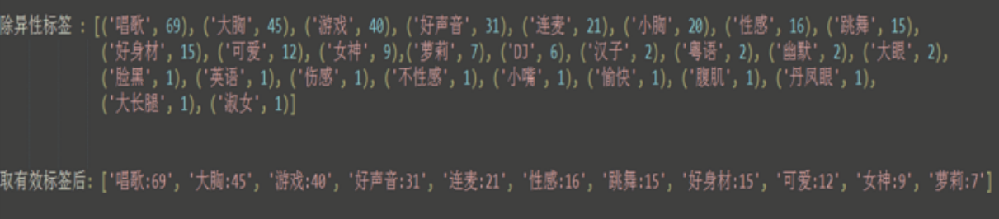 除异性标签 : [('唱歌', 69), ('大胸', 45), ('游戏', 40), ('好声音', 31), ('连麦', 21), ('小胸', 20), ('性感', 16), ('跳舞', 15),
('好身材', 15), ('可爱', 12), ('女神', 9),('萝莉', 7), ('DJ', 6), ('汉子', 2), ('粤语', 2), ('幽默', 2), ('大眼', 2),
('脸黑', 1), ('英语', 1), ('伤感', 1), ('不性感', 1), ('小嘴', 1), ('愉快', 1), ('腹肌', 1), ('丹凤眼', 1),
('大长腿', 1), ('淑女', 1)]
取有效标签后: ['唱歌:69', '大胸:45', '游戏:40', '好声音:31', '连麦:21', '性感:16', '跳舞:15', '好身材:15', '可爱:12', '女神:9', '萝莉:7']